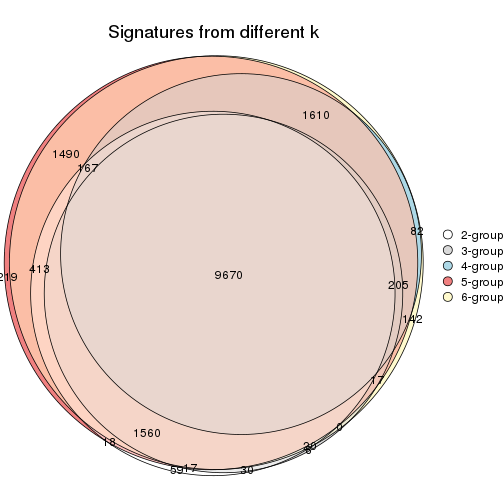 Signatures from different k
1610
1490
167
82
2-group
3-group
4-group
5-group
6-group
413
219
9670
205
142
17
0
1560
18
5917
30